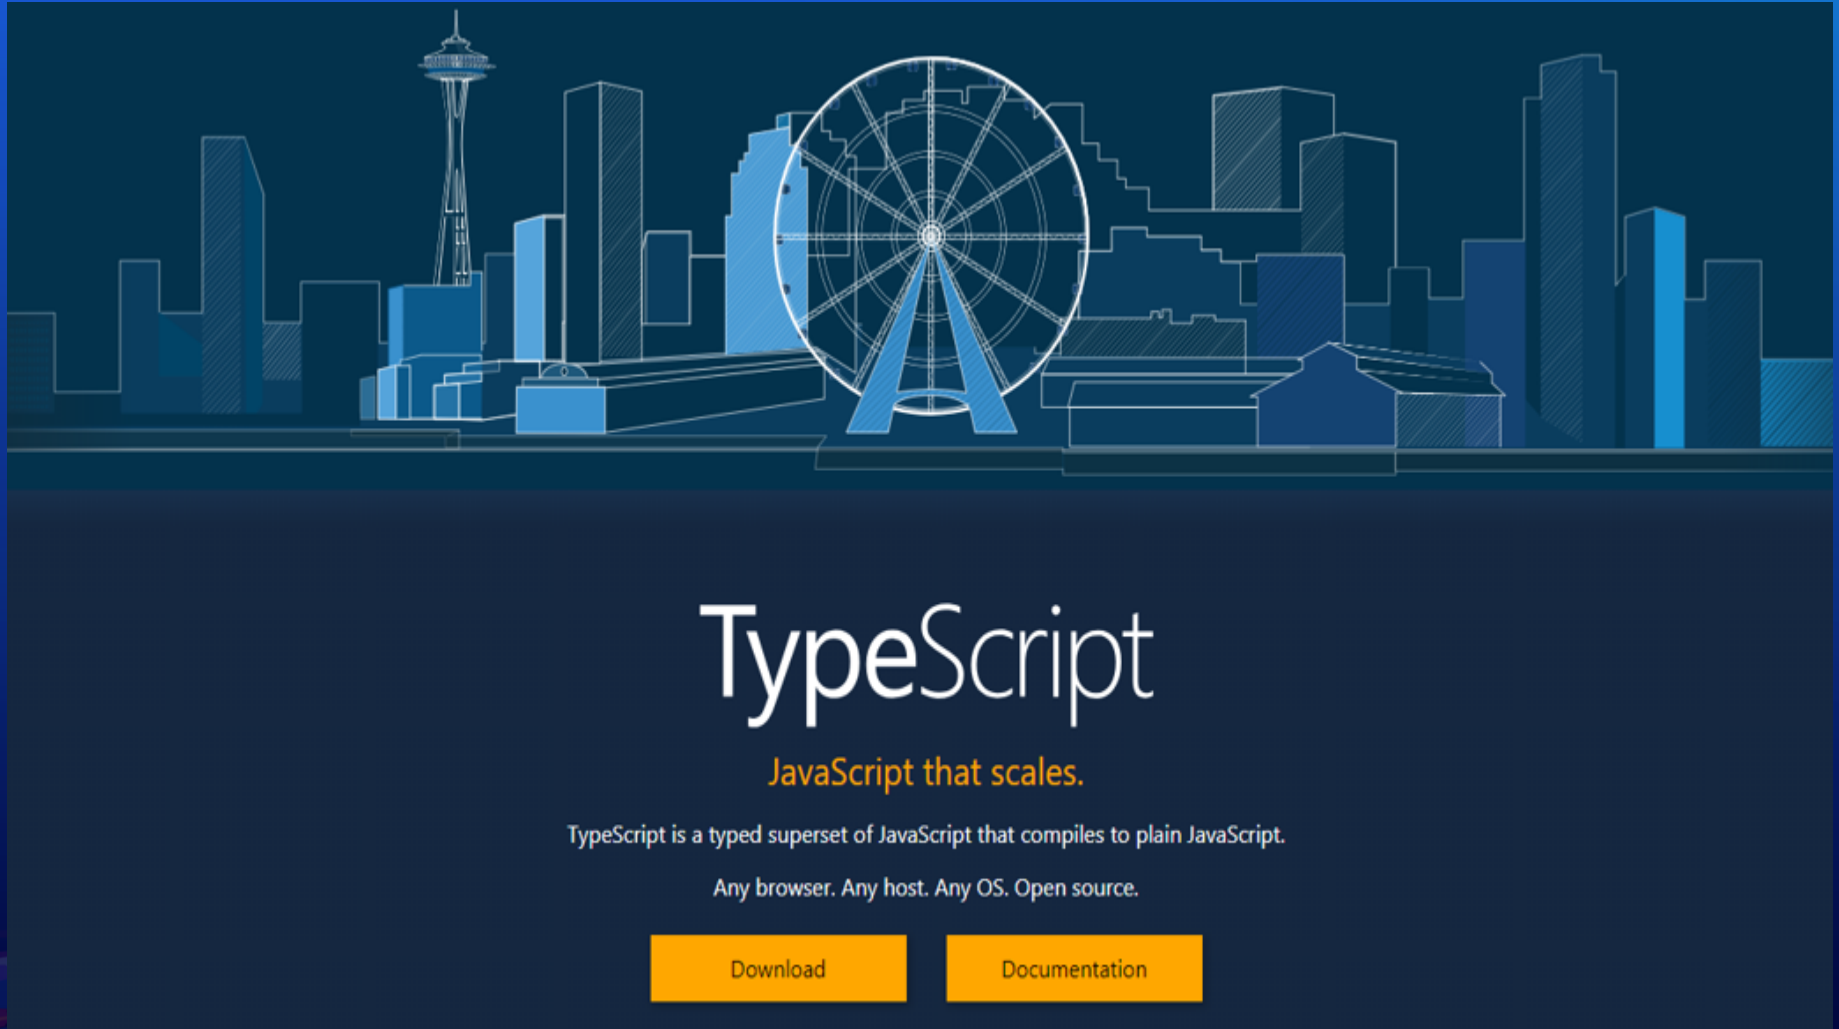 TypeScript
JavaScript that scales.
TypeScript is a typed superset of JavaScript that compiles to plain JavaScript.
Any browser. Any host. Any OS. Open source.
Download
Documentation